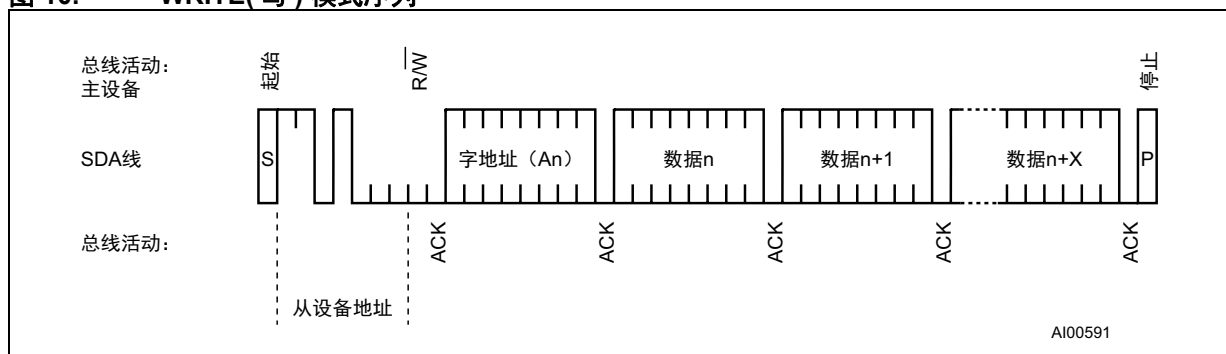 总线活动：
主设备
起始
R/W
停止
SDA线
S
字地址（An）
数据n
数据n+1
数据n+X
P
总线活动：
ACK
ACK
ACK
ACK
ACK
从设备地址
AI00591